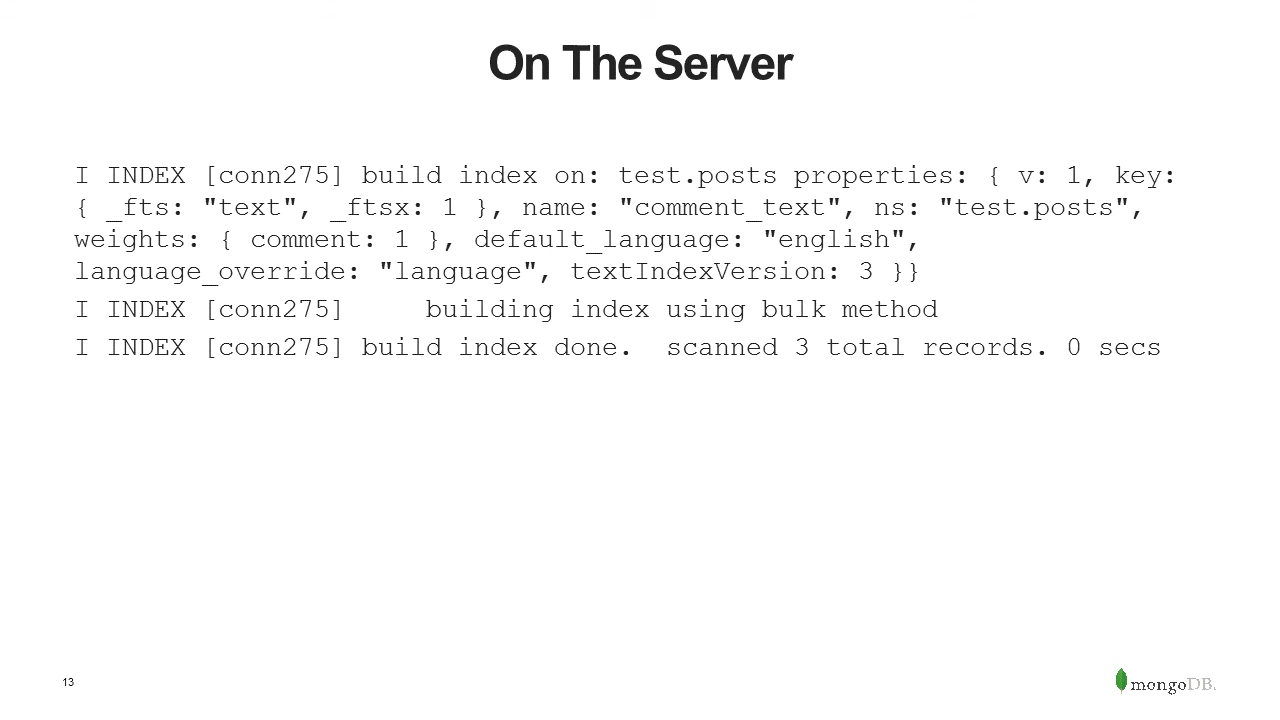 On The Server
I INDEX [conn275] build index on: test.posts properties: { v: 1, key:
{ _fts: "text", _ftsx: 1 }, name: "comment_text", ns: "test.posts",
weights: { comment: 1 }, default_language: "english",
language_override: "language", textIndexVersion: 3 }}
I INDEX [conn275]     building index using bulk method
I INDEX [conn275] build index done.  scanned 3 total records. 0 secs
13
mongoDB.